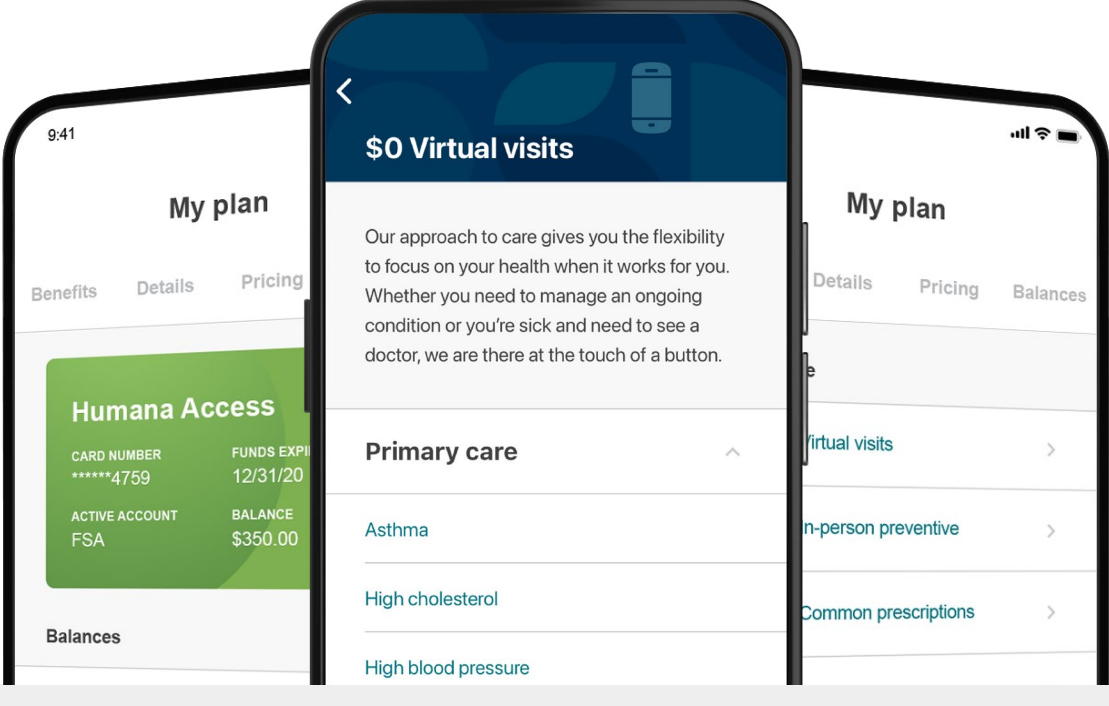 9:41
My plan
Benefits Details Pricing
Humana Access
CARD NUMBER FUNDS
******4759 12/31/20
ACTIVE ACCOUNT BALANCE
FSA $350.00
Balances
$0 Virtual visits
Our approach to care gives you the flexibility
to focus on your health when it works for you.
Whether you need to manage an ongoing
condition or you're sick and need to see a
doctor, we are there at the touch of a button.
Primary care
Asthma
High cholesterol
High blood pressure
My plan
Details Pricing Balances
Virtual visits
In-person preventive
Common prescriptions